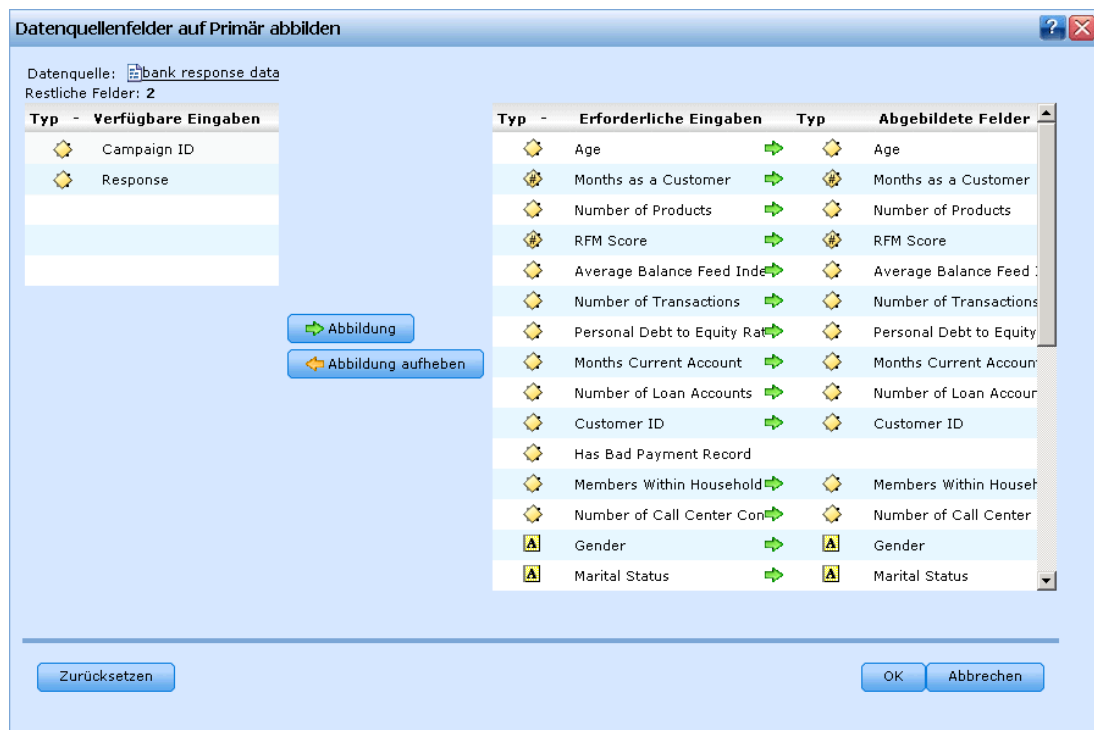 Datenquellenfelder auf Primär abbilden
?
Datenquelle: bank response data
Restliche Felder: 2
Typ - Verfügbare Eingaben
Campaign ID
Response
Abbildung
Abbildung aufheben
Typ - Erforderliche Eingaben Typ Abgebildete Felder
Age Age
# Months as a Customer # Months as a Customer
Number of Products Number of Products
# RFM Score # RFM Score
Average Balance Feed Inde Average Balance Feed
Number of Transactions Number of Transactions
Personal Debt to Equity Rat Personal Debt to Equity
Months Current Account Months Current Accoun
Number of Loan Accounts Number of Loan Accour
Customer ID Customer ID
Has Bad Payment Record
Members Within Household Members Within Househ
Number of Call Center Con Number of Call Center
A Gender A Gender
A Marital Status A Marital Status
Zurücksetzen OK Abbrechen